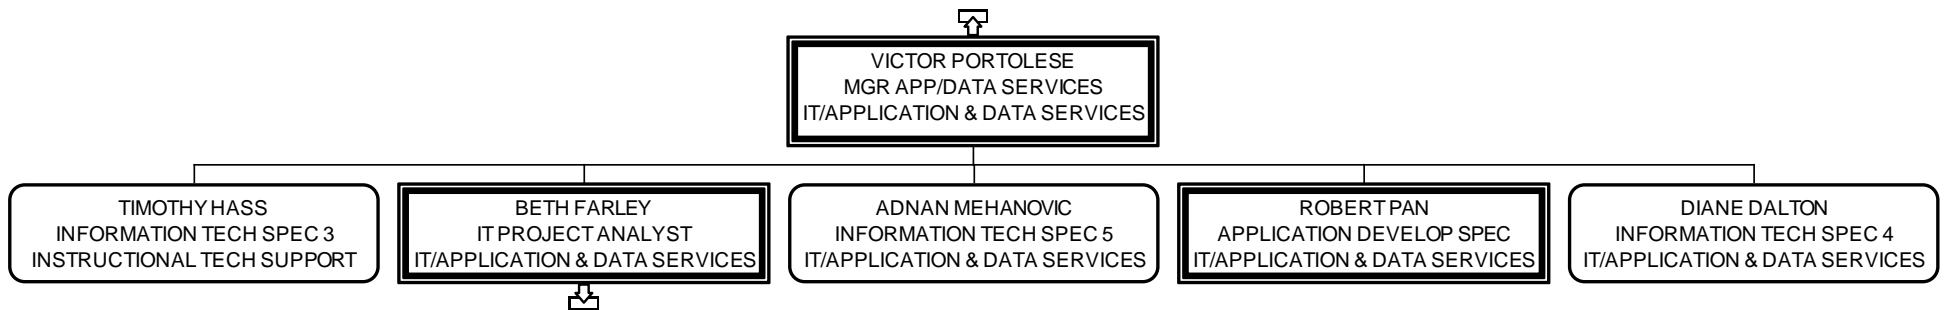 VICTOR PORTOLESE
MGR APP/DATA SERVICES
IT/APPLICATION & DATA SERVICES
TIMOTHY HASS
INFORMATION TECH SPEC 3
INSTRUCTIONAL TECH SUPPORT
BETH FARLEY
IT PROJECT ANALYST
IT/APPLICATION & DATA SERVICES
ADNAN MEHANOVIC
INFORMATION TECH SPEC 5
IT/APPLICATION & DATA SERVICES
ROBERT PAN
APPLICATION DEVELOP SPEC
IT/APPLICATION & DATA SERVICES
DIANE DALTON
INFORMATION TECH SPEC 4
IT/APPLICATION & DATA SERVICES